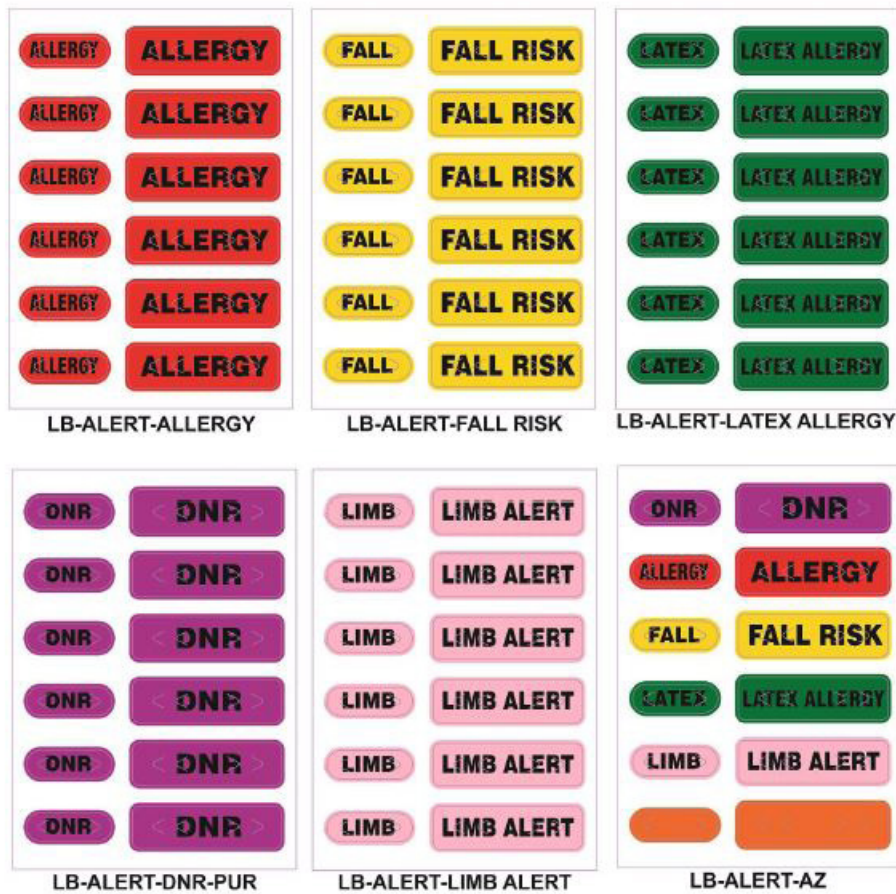 ALLERGY ALLERGY FALL FALL RISK LATEX LATEX ALLERGY
ALLERGY ALLERGY FALL FALL RISK LATEX LATEX ALLERGY
ALLERGY ALLERGY FALL FALL RISK LATEX LATEX ALLERGY
ALLERGY ALLERGY FALL FALL RISK LATEX LATEX ALLERGY
ALLERGY ALLERGY FALL FALL RISK LATEX LATEX ALLERGY
ALLERGY ALLERGY FALL FALL RISK LATEX LATEX ALLERGY
LB-ALERT-ALLERGY LB-ALERT-FALL RISK LB-ALERT-LATEX ALLERGY
DNR DNR LIMB LIMB ALERT DNR DNR
DNR DNR LIMB LIMB ALERT ALLERGY ALLERGY
DNR DNR LIMB LIMB ALERT FALL FALL RISK
DNR DNR LIMB LIMB ALERT LATEX LATEX ALLERGY
DNR DNR LIMB LIMB ALERT LIMB LIMB ALERT
DNR DNR LIMB LIMB ALERT
LB-ALERT-DNR-PUR LB-ALERT-LIMB ALERT LB-ALERT-AZ